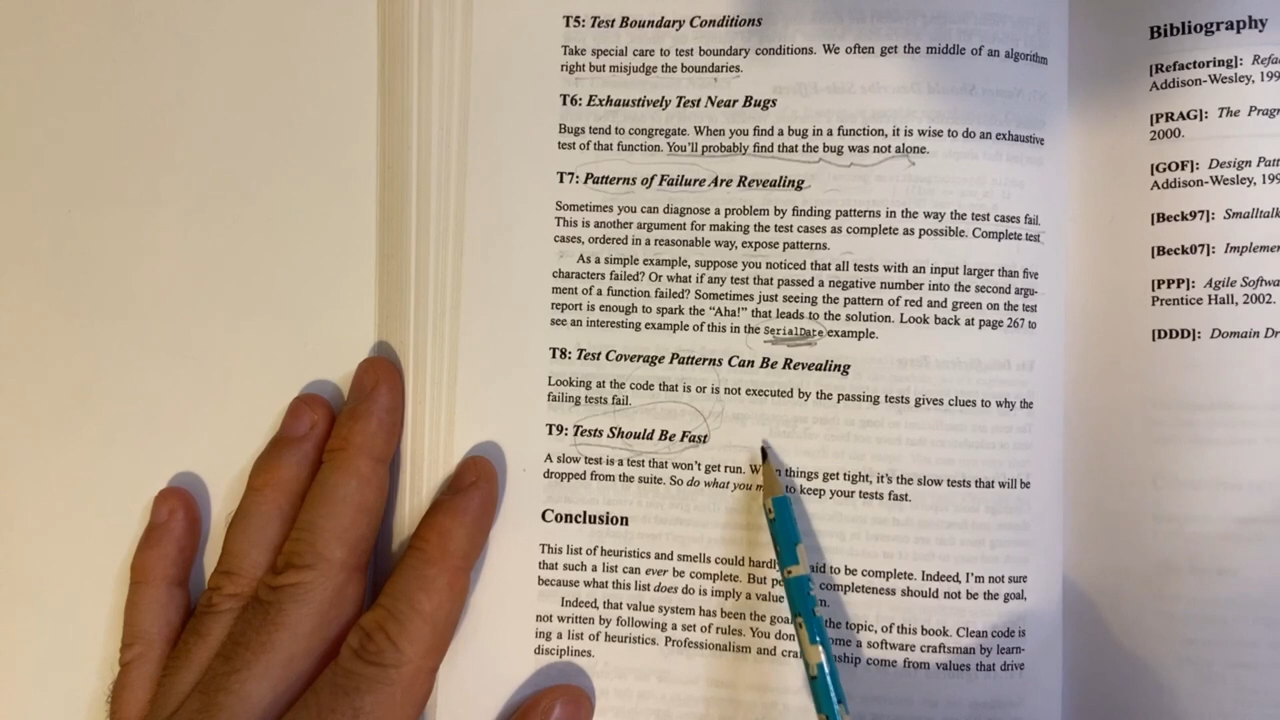 T5: Test Boundary Conditions
Take special care to test boundary conditions. We often get the middle of an algorithm
right but misjudge the boundaries.
T6: Exhaustively Test Near Bugs
Bugs tend to congregate. When you find a bug in a function, it is wise to do an exhaustive
test of that function. You'll probably find that the bug was not alone.
T7: Patterns of Failure Are Revealing
Sometimes you can diagnose a problem by finding patterns in the way the test cases fail.
This is another argument for making the test cases as complete as possible. Complete test
cases, ordered in a reasonable way, expose patterns.
As a simple example, suppose you noticed that all tests with an input larger than five
characters failed? Or what if any test that passed a negative number into the second argu-
ment of a function failed? Sometimes just seeing the pattern of red and green on the test
report is enough to spark the “Aha!” that leads to the solution. Look back at page 267 to
see an interesting example of this in the SerialDate example.
T8: Test Coverage Patterns Can Be Revealing
Looking at the code that is or is not executed by the passing tests gives clues to why the
failing tests fail.
T9: Tests Should Be Fast
A slow test is a test that won't get run. W n things get tight, it's the slow tests that will be
dropped from the suite. So do what you m to keep your tests fast.
Conclusion
This list of heuristics and smells could hardl aid to be complete. Indeed, I'm not sure
that such a list can ever be complete. But pe completeness should not be the goal,
because what this list does do is imply a value m.
Indeed, that value system has been the goa the topic, of this book. Clean code is
not written by following a set of rules. You don ome a software craftsman by learn-
ing a list of heuristics. Professionalism and cra nship come from values that drive
disciplines.
Bibliography
[Refactoring]: Refa
Addison-Wesley, 199
[PRAG]: The Pragr
2000.
[GOF]: Design Patt
Addison-Wesley, 199
[Beck97]: Smalltalk
[Beck07]: Implemen
[PPP]: Agile Softwa
Prentice Hall, 2002.
[DDD]: Domain Dr